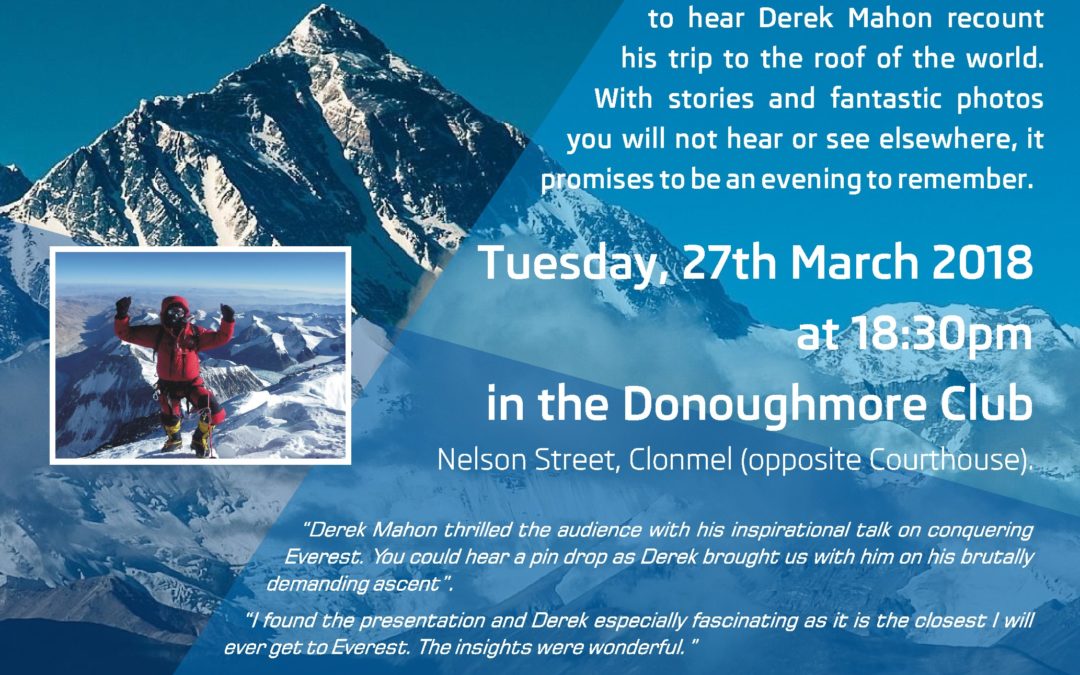 to hear Derek Mahon recount
his trip to the roof of the world.
With stories and fantastic photos
you will not hear or see elsewhere, it
promises to be an evening to remember.
Tuesday, 27th March 2018
at 18:30pm
in the Donoughmore Club
Nelson Street, Clonmel (opposite Courthouse).
"Derek Mahon thrilled the audience with his inspirational talk on conquering
Everest. You could hear a pin drop as Derek brought us with him on his brutally
demanding ascent".
"I found the presentation and Derek especially fascinating as it is the closest I will
ever get to Everest. The insights were wonderful. "